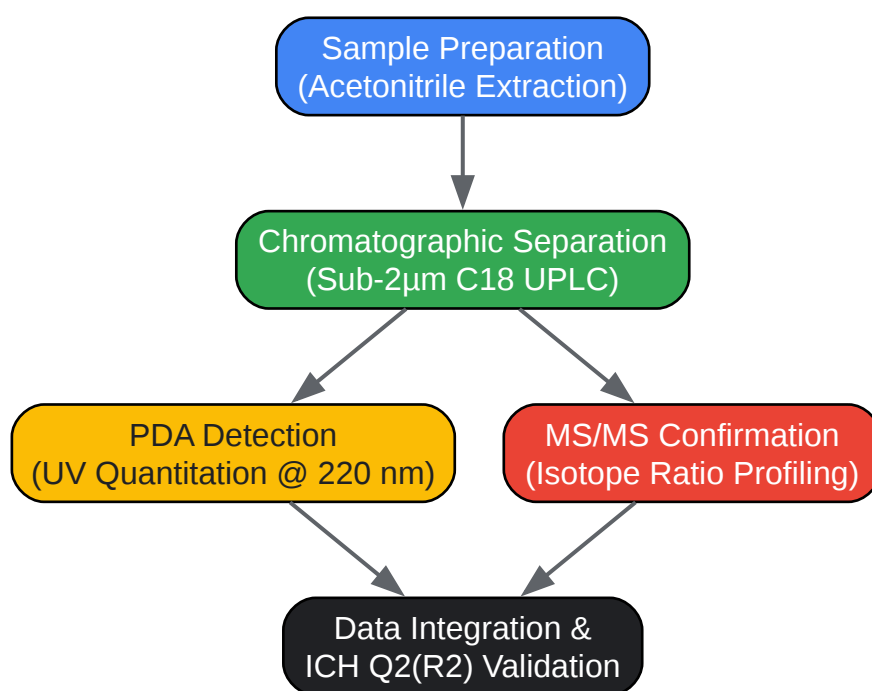 Sample Preparation
(Acetonitrile Extraction)
Chromatographic Separation
(Sub-2µm C18 UPLC)
PDA Detection
(UV Quantitation @ 220 nm)
MS/MS Confirmation
(Isotope Ratio Profiling)
Data Integration &
ICH Q2(R2) Validation